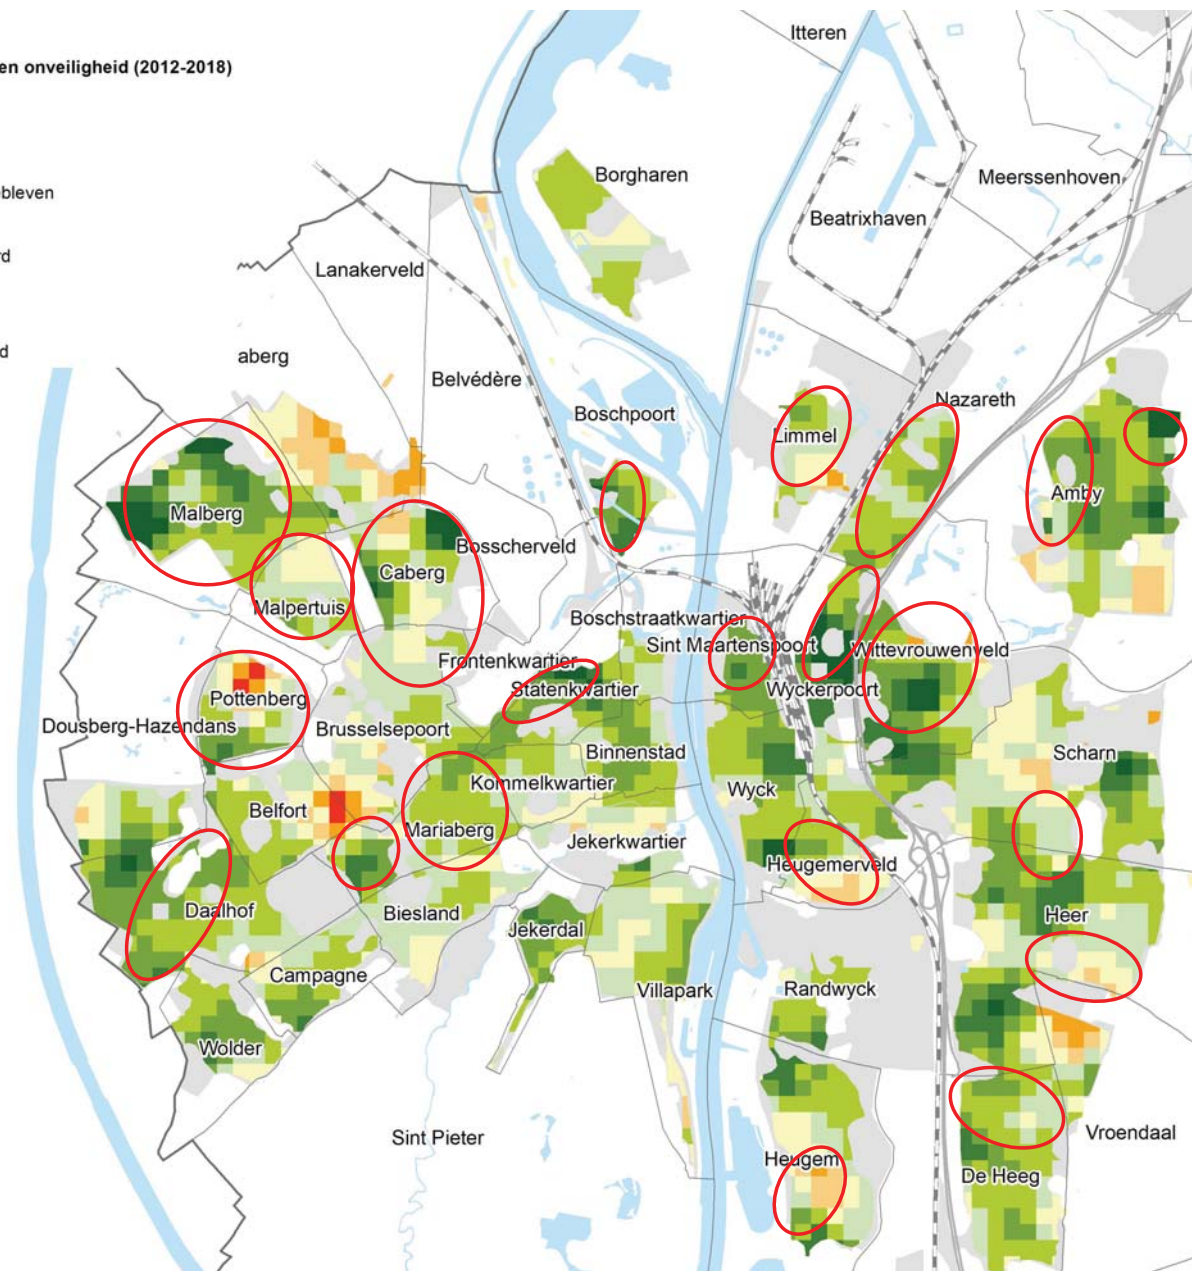 en onveiligheid (2012-2018)
bleven
rd
d
Itteren
Borgharen
Meerssenhoven
Beatrixhaven
Lanakerveld
aberg
Belvédère
Boschpoort
Nazareth
Limmel
Amby
Malberg
Bosscherveld
Caberg
Malpertuis
Boschstraatkwartier
Sint Maartenspoort
Wittevrouwenveld
Frontenkwartier
Statenkwartier
Wyckerpoort
Pottenberg
Dousberg-Hazendans
Brusselsepoort
Binnenstad
Scharn
Kommelkwartier
Wyck
Belfort
Mariaberg
Jekerkwartier
Heugemerveld
Daalhof
Biesland
Heer
Jekerdal
Campagne
Villapark
Randwyck
Wolder
Sint Pieter
Vroendaal
Heugem
De Heeg